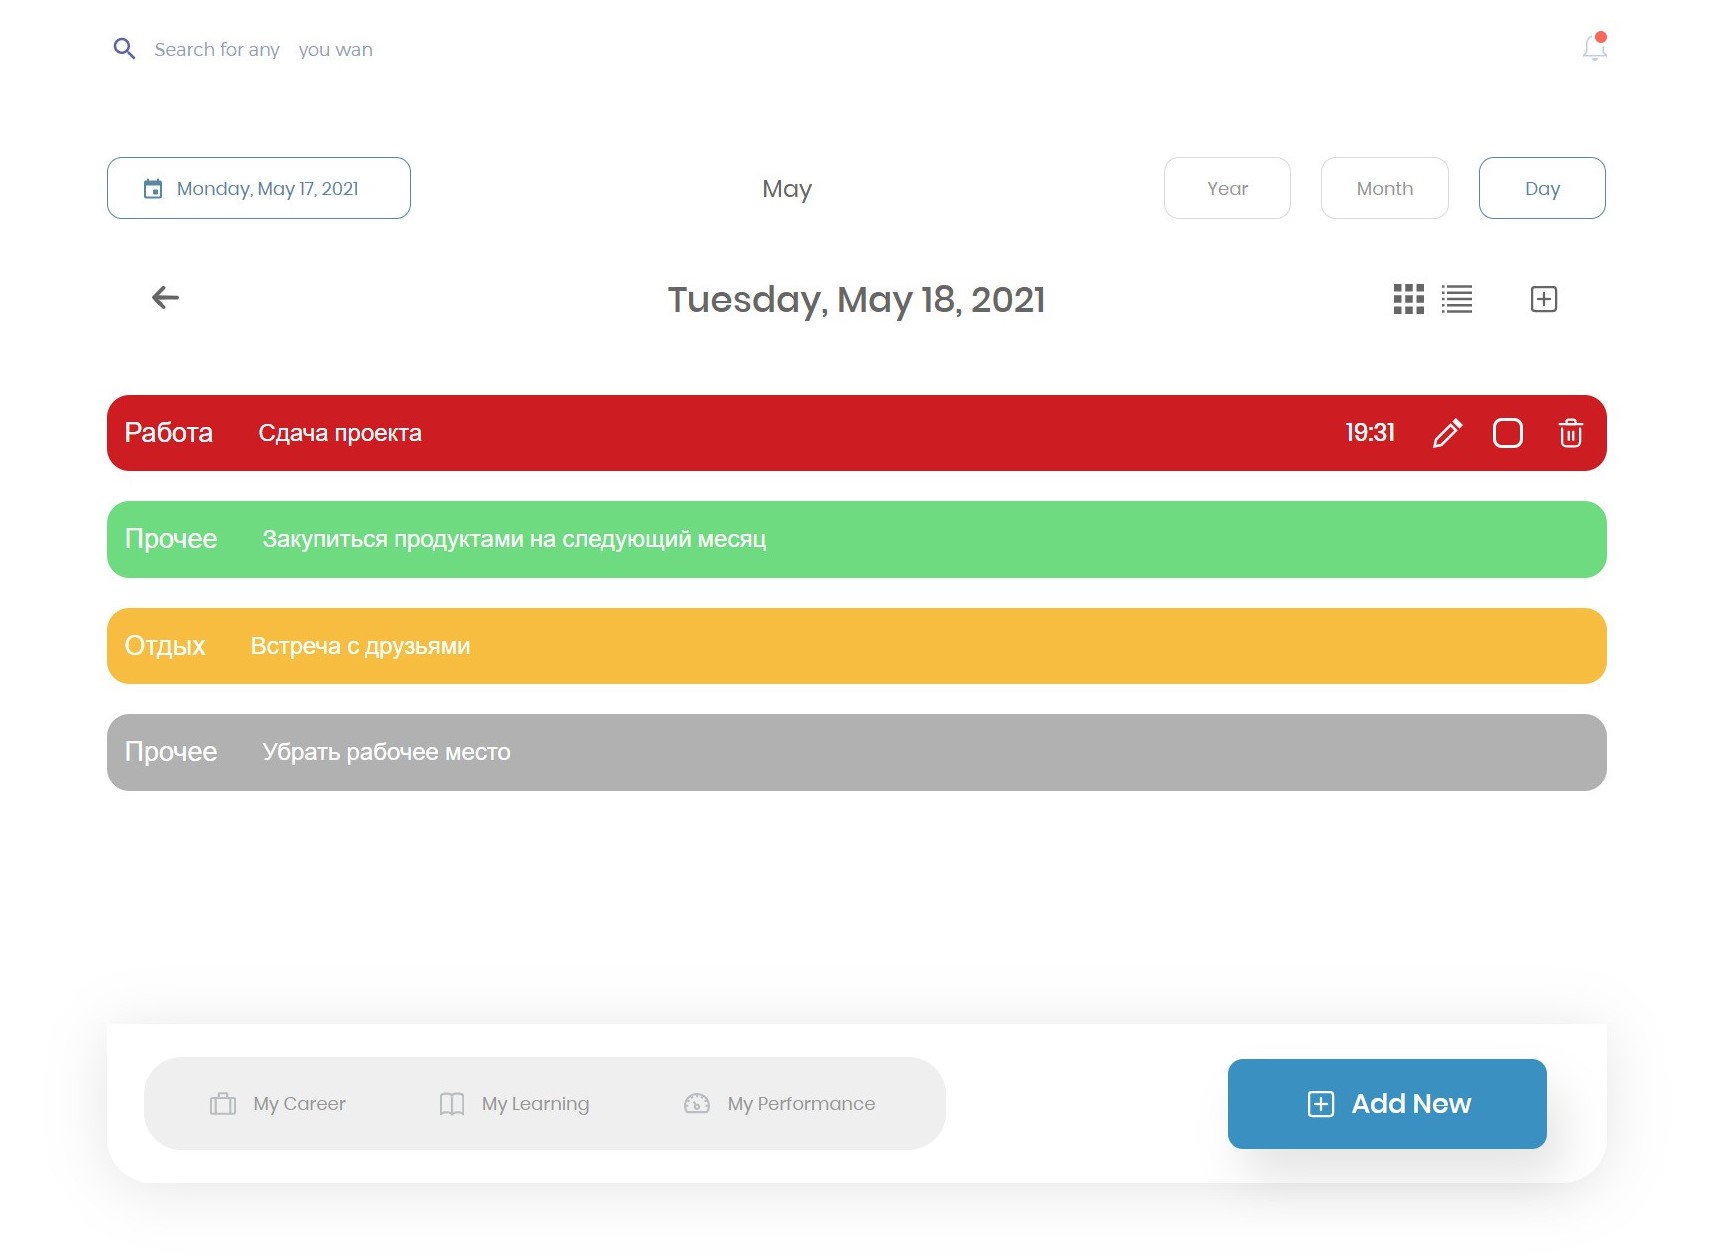 Search for any you wan
Monday, May 17, 2021
May
Year
Month
Day
Tuesday, May 18, 2021
Работа Сдача проекта 19:31
Прочее Закупиться продуктами на следующий месяц
Отдых Встреча с друзьями
Прочее Убрать рабочее место
My Career
My Learning
My Performance
Add New